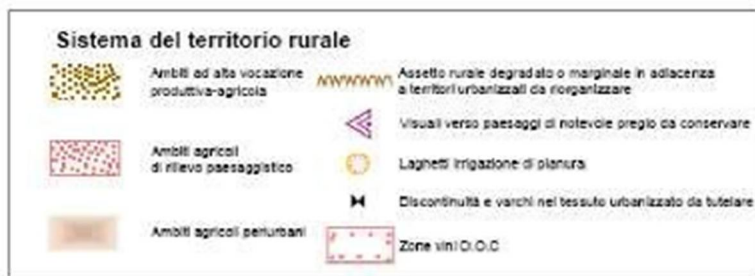 Sistema del territorio rurale
Ambiti ad alta vocazione
produttiva-agricola
Ambiti agricoli
di rilievo paesaggistico
Ambiti agricoli periurbani
Assetto rurale degradato o marginale in adiacenza
a territori urbanizzati da riorganizzare
Visuali verso paesaggi di notevole pregio da conservare
Laghetti irrigazione di pianura
Discontinuità e varchi nel tessuto urbanizzato da tutelare
Zone vini D.O.C